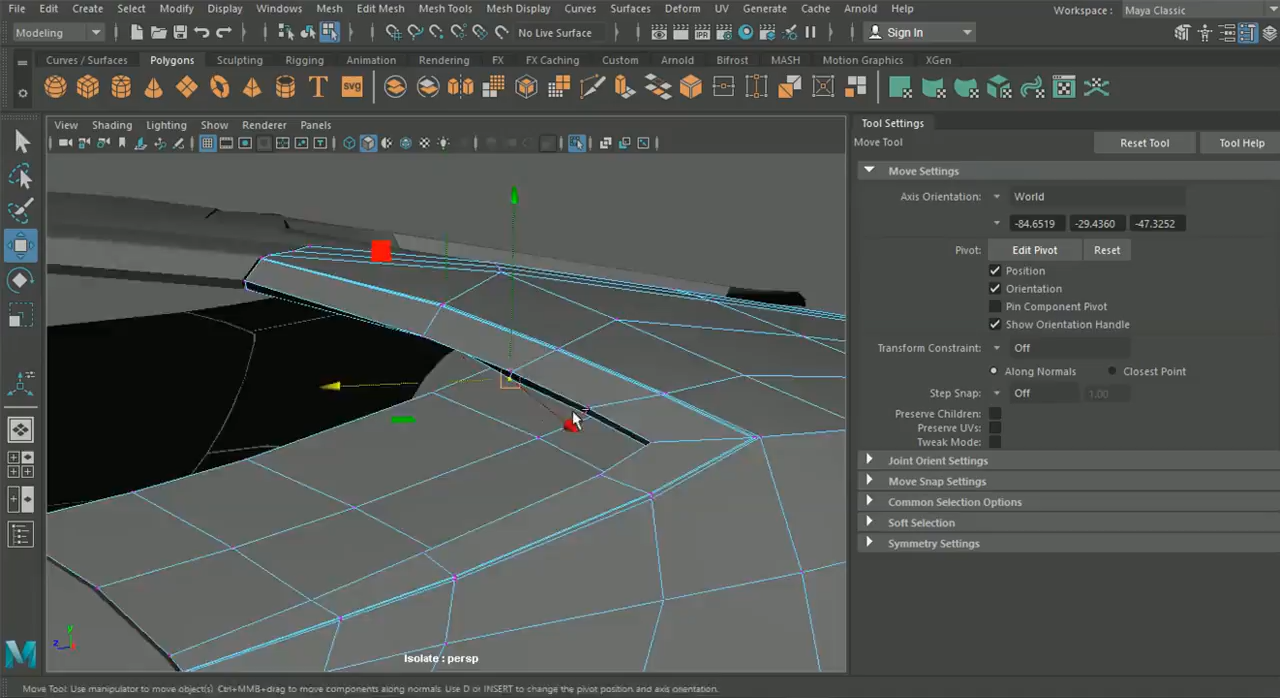 File Edit Create Select Modify Display Windows Mesh Edit Mesh Mesh Tools Mesh Display Curves Surfaces Deform UV Generate Cache Arnold Help Workspace : Maya Classic
Modeling No Live Surface Sign In
Curves / Surfaces Polygons Sculpting Rigging Animation Rendering FX FX Caching Custom Arnold Bifrost MASH Motion Graphics XGen
T svg
View Shading Lighting Show Renderer Panels
Tool Settings
Move Tool Reset Tool Tool Help
Move Settings
Axis Orientation: World
-84.6519 -29.4360 -47.3252
Pivot: Edit Pivot Reset
Position
Orientation
Pin Component Pivot
Show Orientation Handle
Transform Constraint: Off
Along Normals Closest Point
Step Snap: Off 1.00
Preserve Children:
Preserve UVs:
Tweak Mode:
Joint Orient Settings
Move Snap Settings
Common Selection Options
Soft Selection
Symmetry Settings
y
z x
Isolate : persp
M
Move Tool: Use manipulator to move object(s). Ctrl+MMB+drag to move components along normals. Use D or INSERT to change the pivot position and axis orientation.